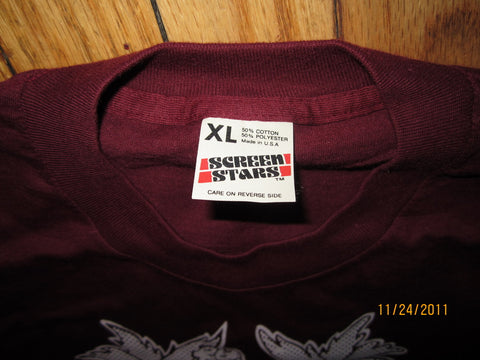 XL
50% COTTON
50% POLYESTER
Made in U.S.A
SCREEN
STARS
TM
CARE ON REVERSE SIDE
11/24/2011